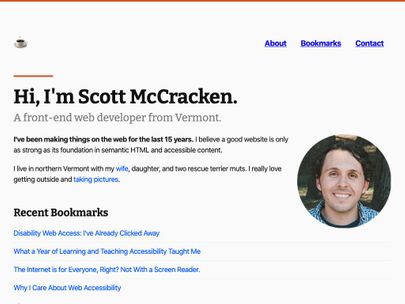 About Bookmarks Contact
Hi, I'm Scott McCracken.
A front-end web developer from Vermont.
I've been making things on the web for the last 15 years. I believe a good website is only
as strong as its foundation in semantic HTML and accessible content.
I live in northern Vermont with my wife, daughter, and two rescue terrier muts. I really love
getting outside and taking pictures.
Recent Bookmarks
Disability Web Access: I've Already Clicked Away
What a Year of Learning and Teaching Accessibility Taught Me
The Internet is for Everyone, Right? Not With a Screen Reader.
Why I Care About Web Accessibility